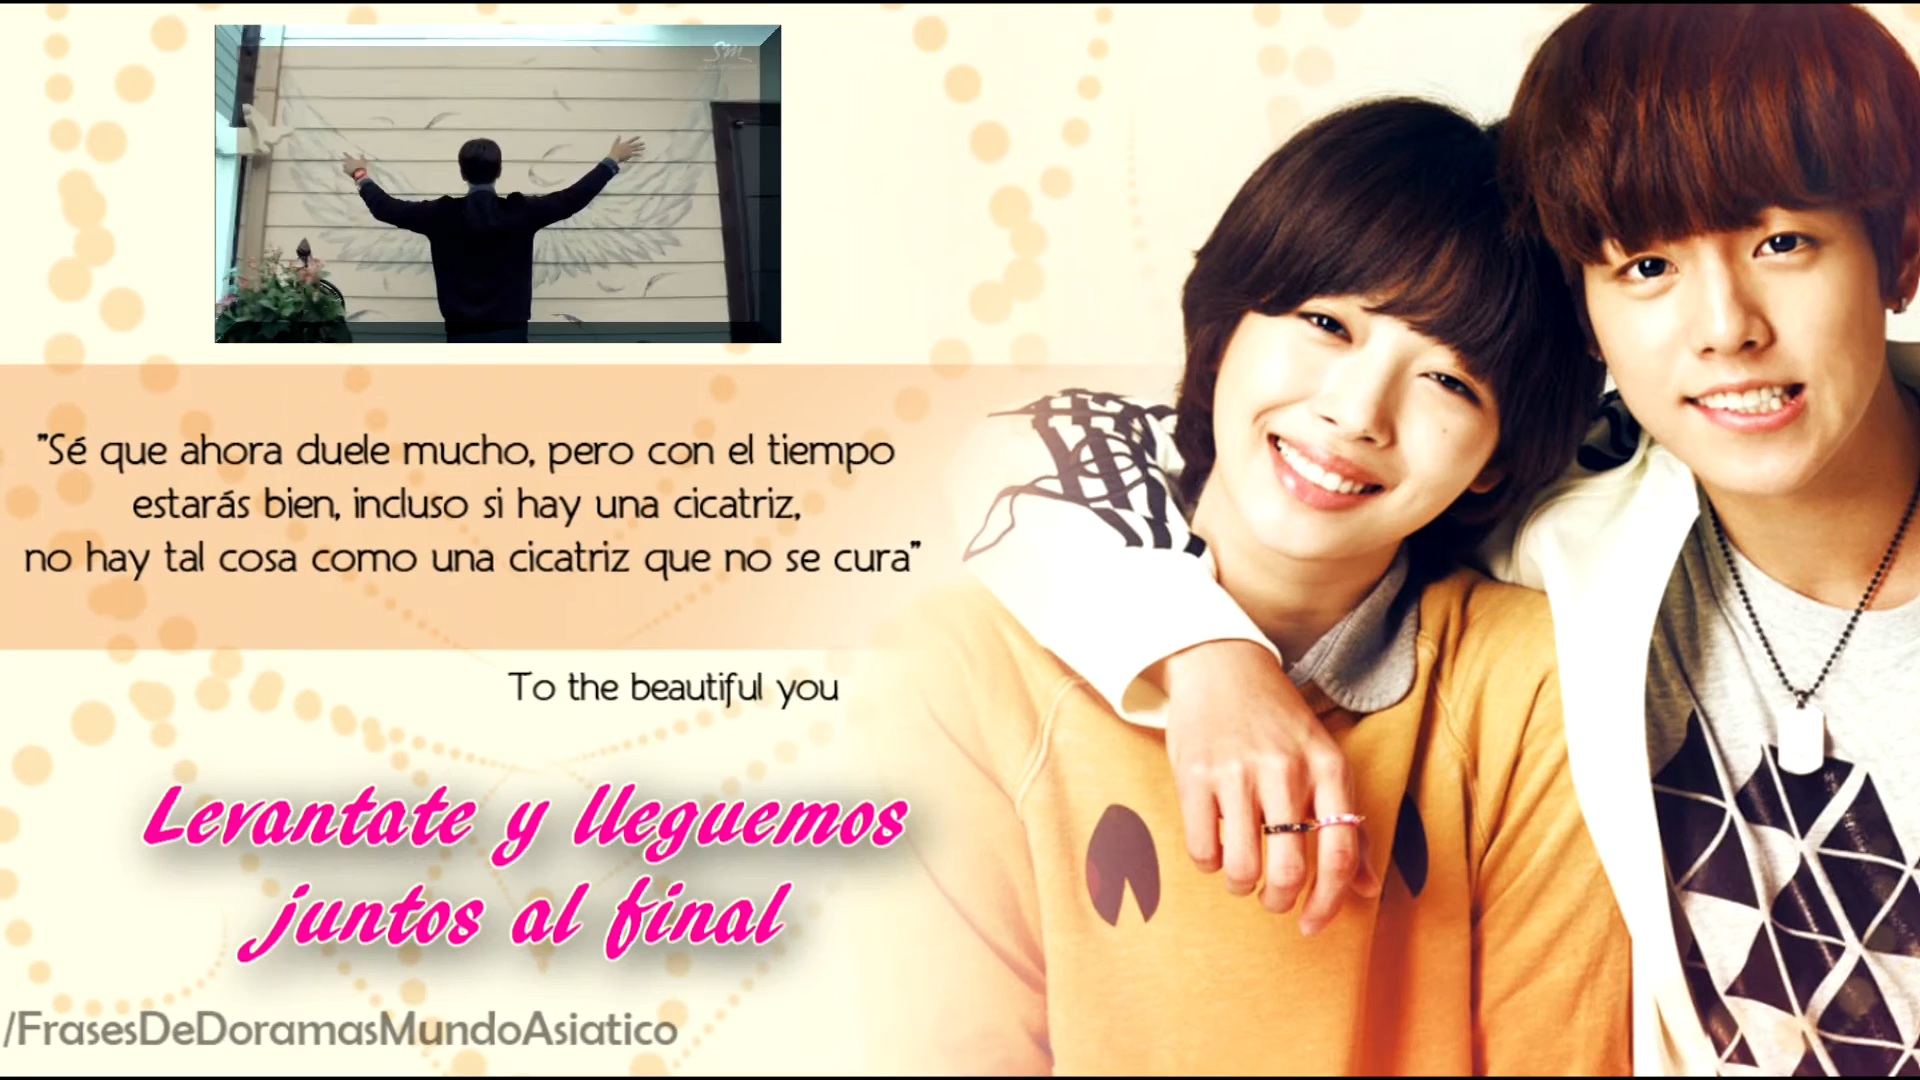 SM
"Sé que ahora duele mucho, pero con el tiempo
estarás bien, incluso si hay una cicatriz,
no hay tal cosa como una cicatriz que no se cura"
To the beautiful you
Levantate y lleguemos
juntos al final
/FrasesDeDoramasMundoAsiatico